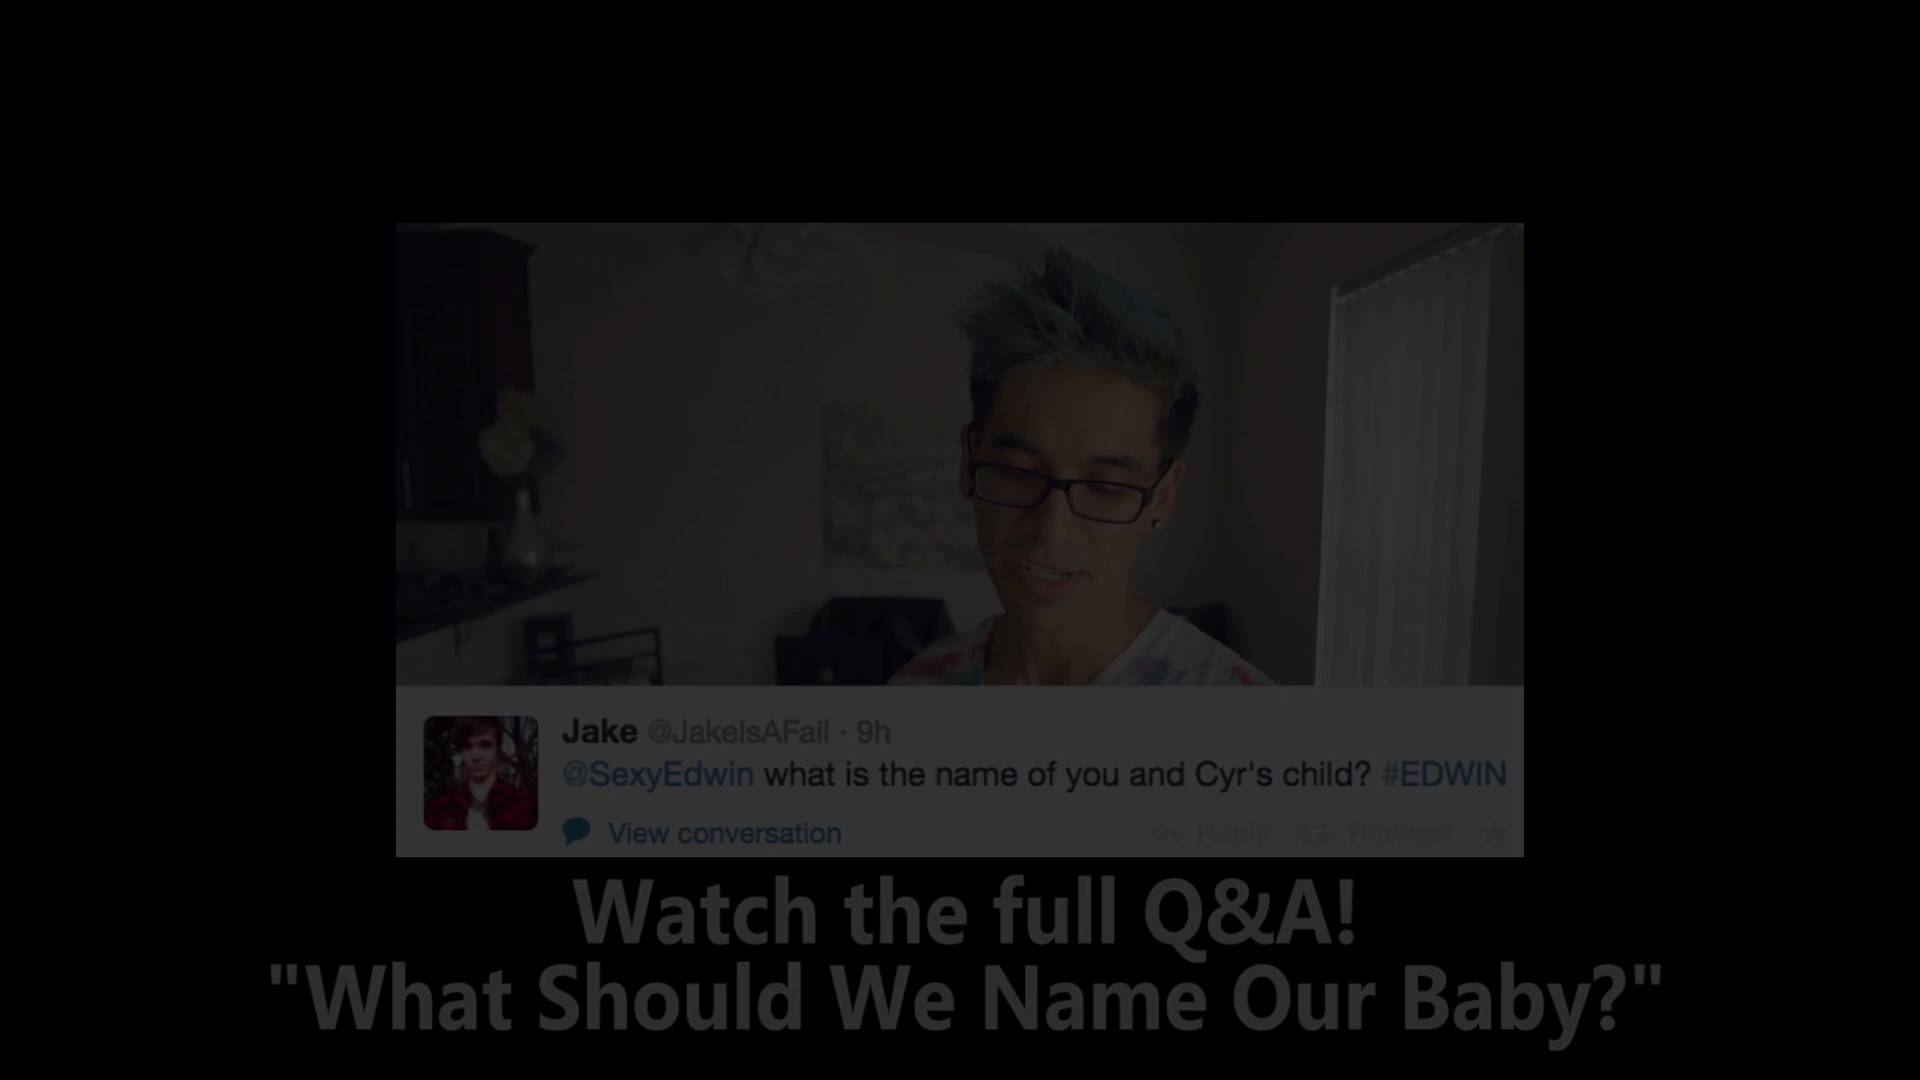 Jake @JakeIsAFail · 9h
@SexyEdwin what is the name of you and Cyr's child? #EDWIN
View conversation Reply Retweet
Watch the full Q&A!
"What Should We Name Our Baby?"